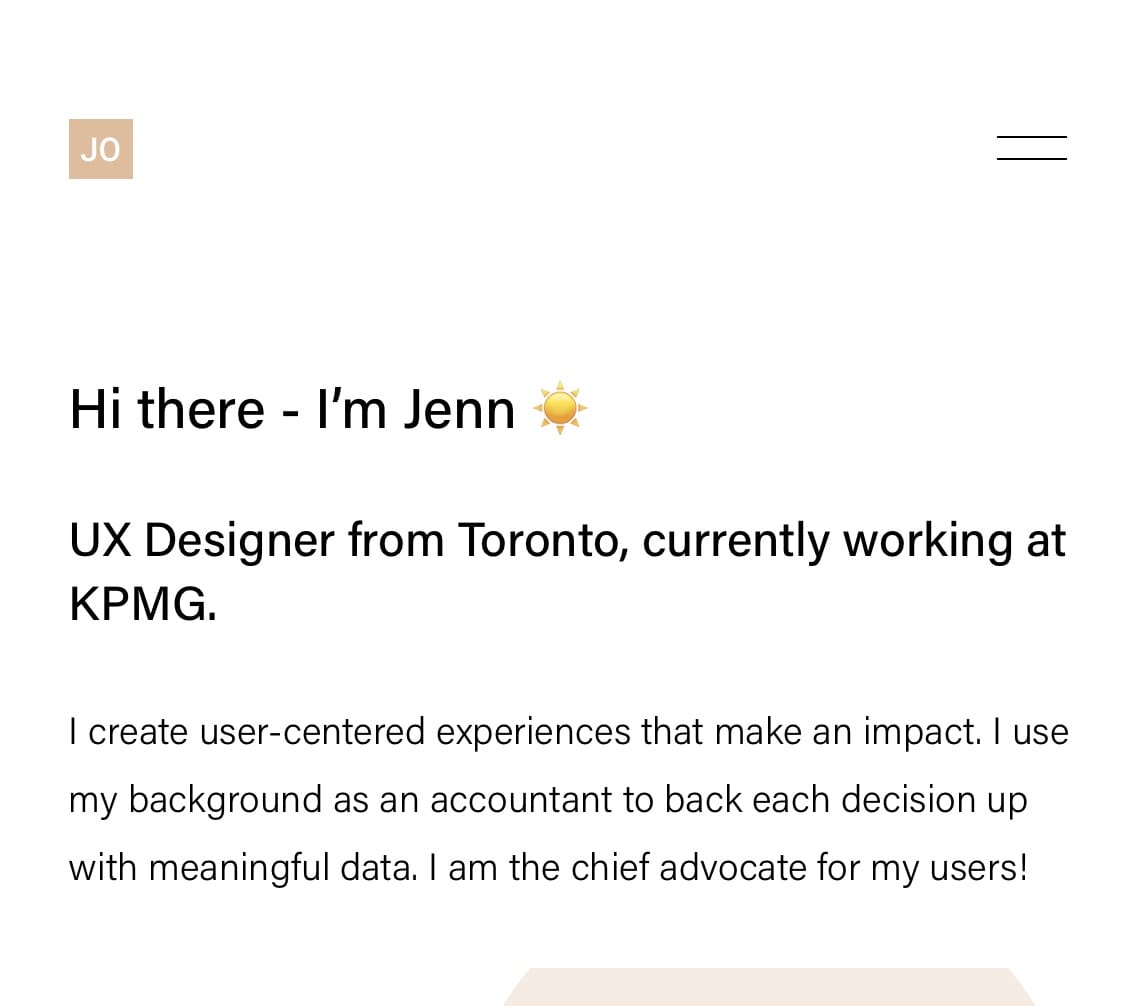 JO
Hi there - I’m Jenn ☀️
UX Designer from Toronto, currently working at
KPMG.
I create user-centered experiences that make an impact. I use
my background as an accountant to back each decision up
with meaningful data. I am the chief advocate for my users!